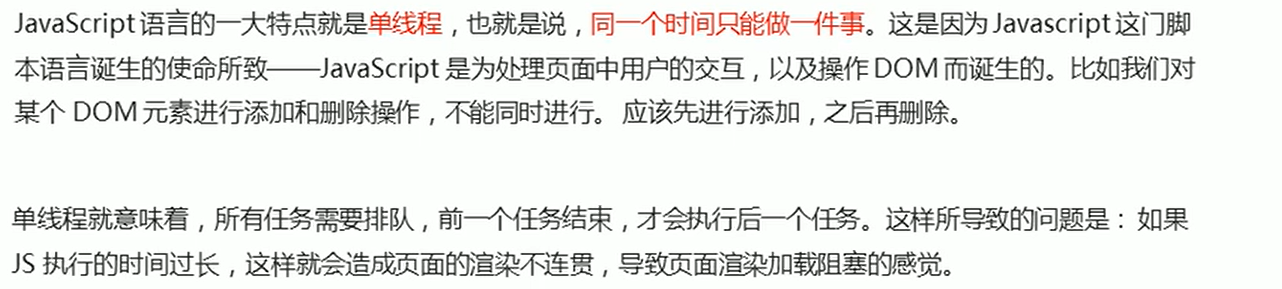 JavaScript 语言的一大特点就是单线程，也就是说，同一个时间只能做一件事。这是因为 Javascript 这门脚
本语言诞生的使命所致——JavaScript 是为处理页面中用户的交互，以及操作 DOM 而诞生的。比如我们对
某个 DOM 元素进行添加和删除操作，不能同时进行。 应该先进行添加，之后再删除。
单线程就意味着，所有任务需要排队，前一个任务结束，才会执行后一个任务。这样所导致的问题是： 如果
JS 执行的时间过长，这样就会造成页面的渲染不连贯，导致页面渲染加载阻塞的感觉。